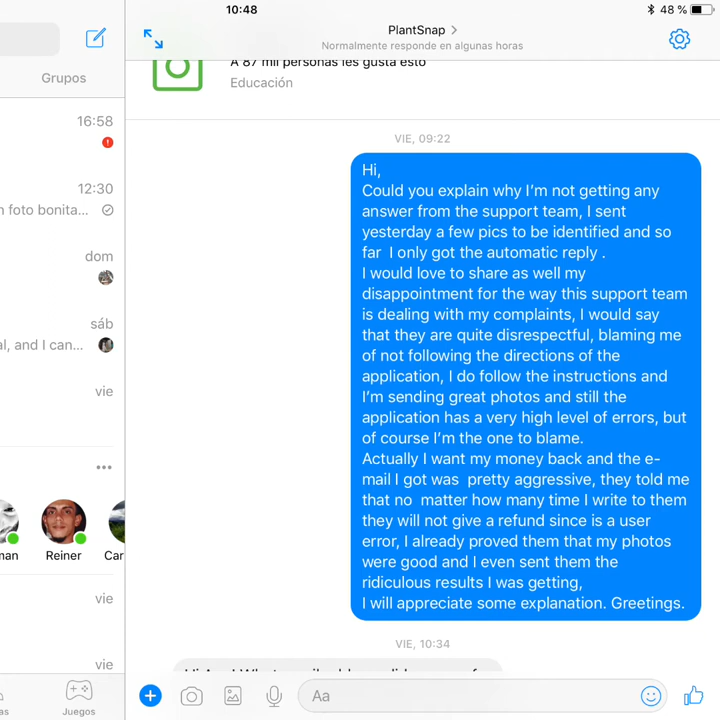 10:48
48 %
PlantSnap
Normalmente responde en algunas horas
Grupos
A 87 mil personas les gusta esto
Educación
16:58
12:30
foto bonita...
dom
sáb
al, and I can...
vie
Reiner
Car
vie
vie
Juegos
VIE, 09:22
Hi,
Could you explain why I'm not getting any
answer from the support team, I sent
yesterday a few pics to be identified and so
far I only got the automatic reply .
I would love to share as well my
disappointment for the way this support team
is dealing with my complaints, I would say
that they are quite disrespectful, blaming me
of not following the directions of the
application, I do follow the instructions and
I'm sending great photos and still the
application has a very high level of errors, but
of course I'm the one to blame.
Actually I want my money back and the e-
mail I got was pretty aggressive, they told me
that no matter how many time I write to them
they will not give a refund since is a user
error, I already proved them that my photos
were good and I even sent them the
ridiculous results I was getting,
I will appreciate some explanation. Greetings.
VIE, 10:34
Aa